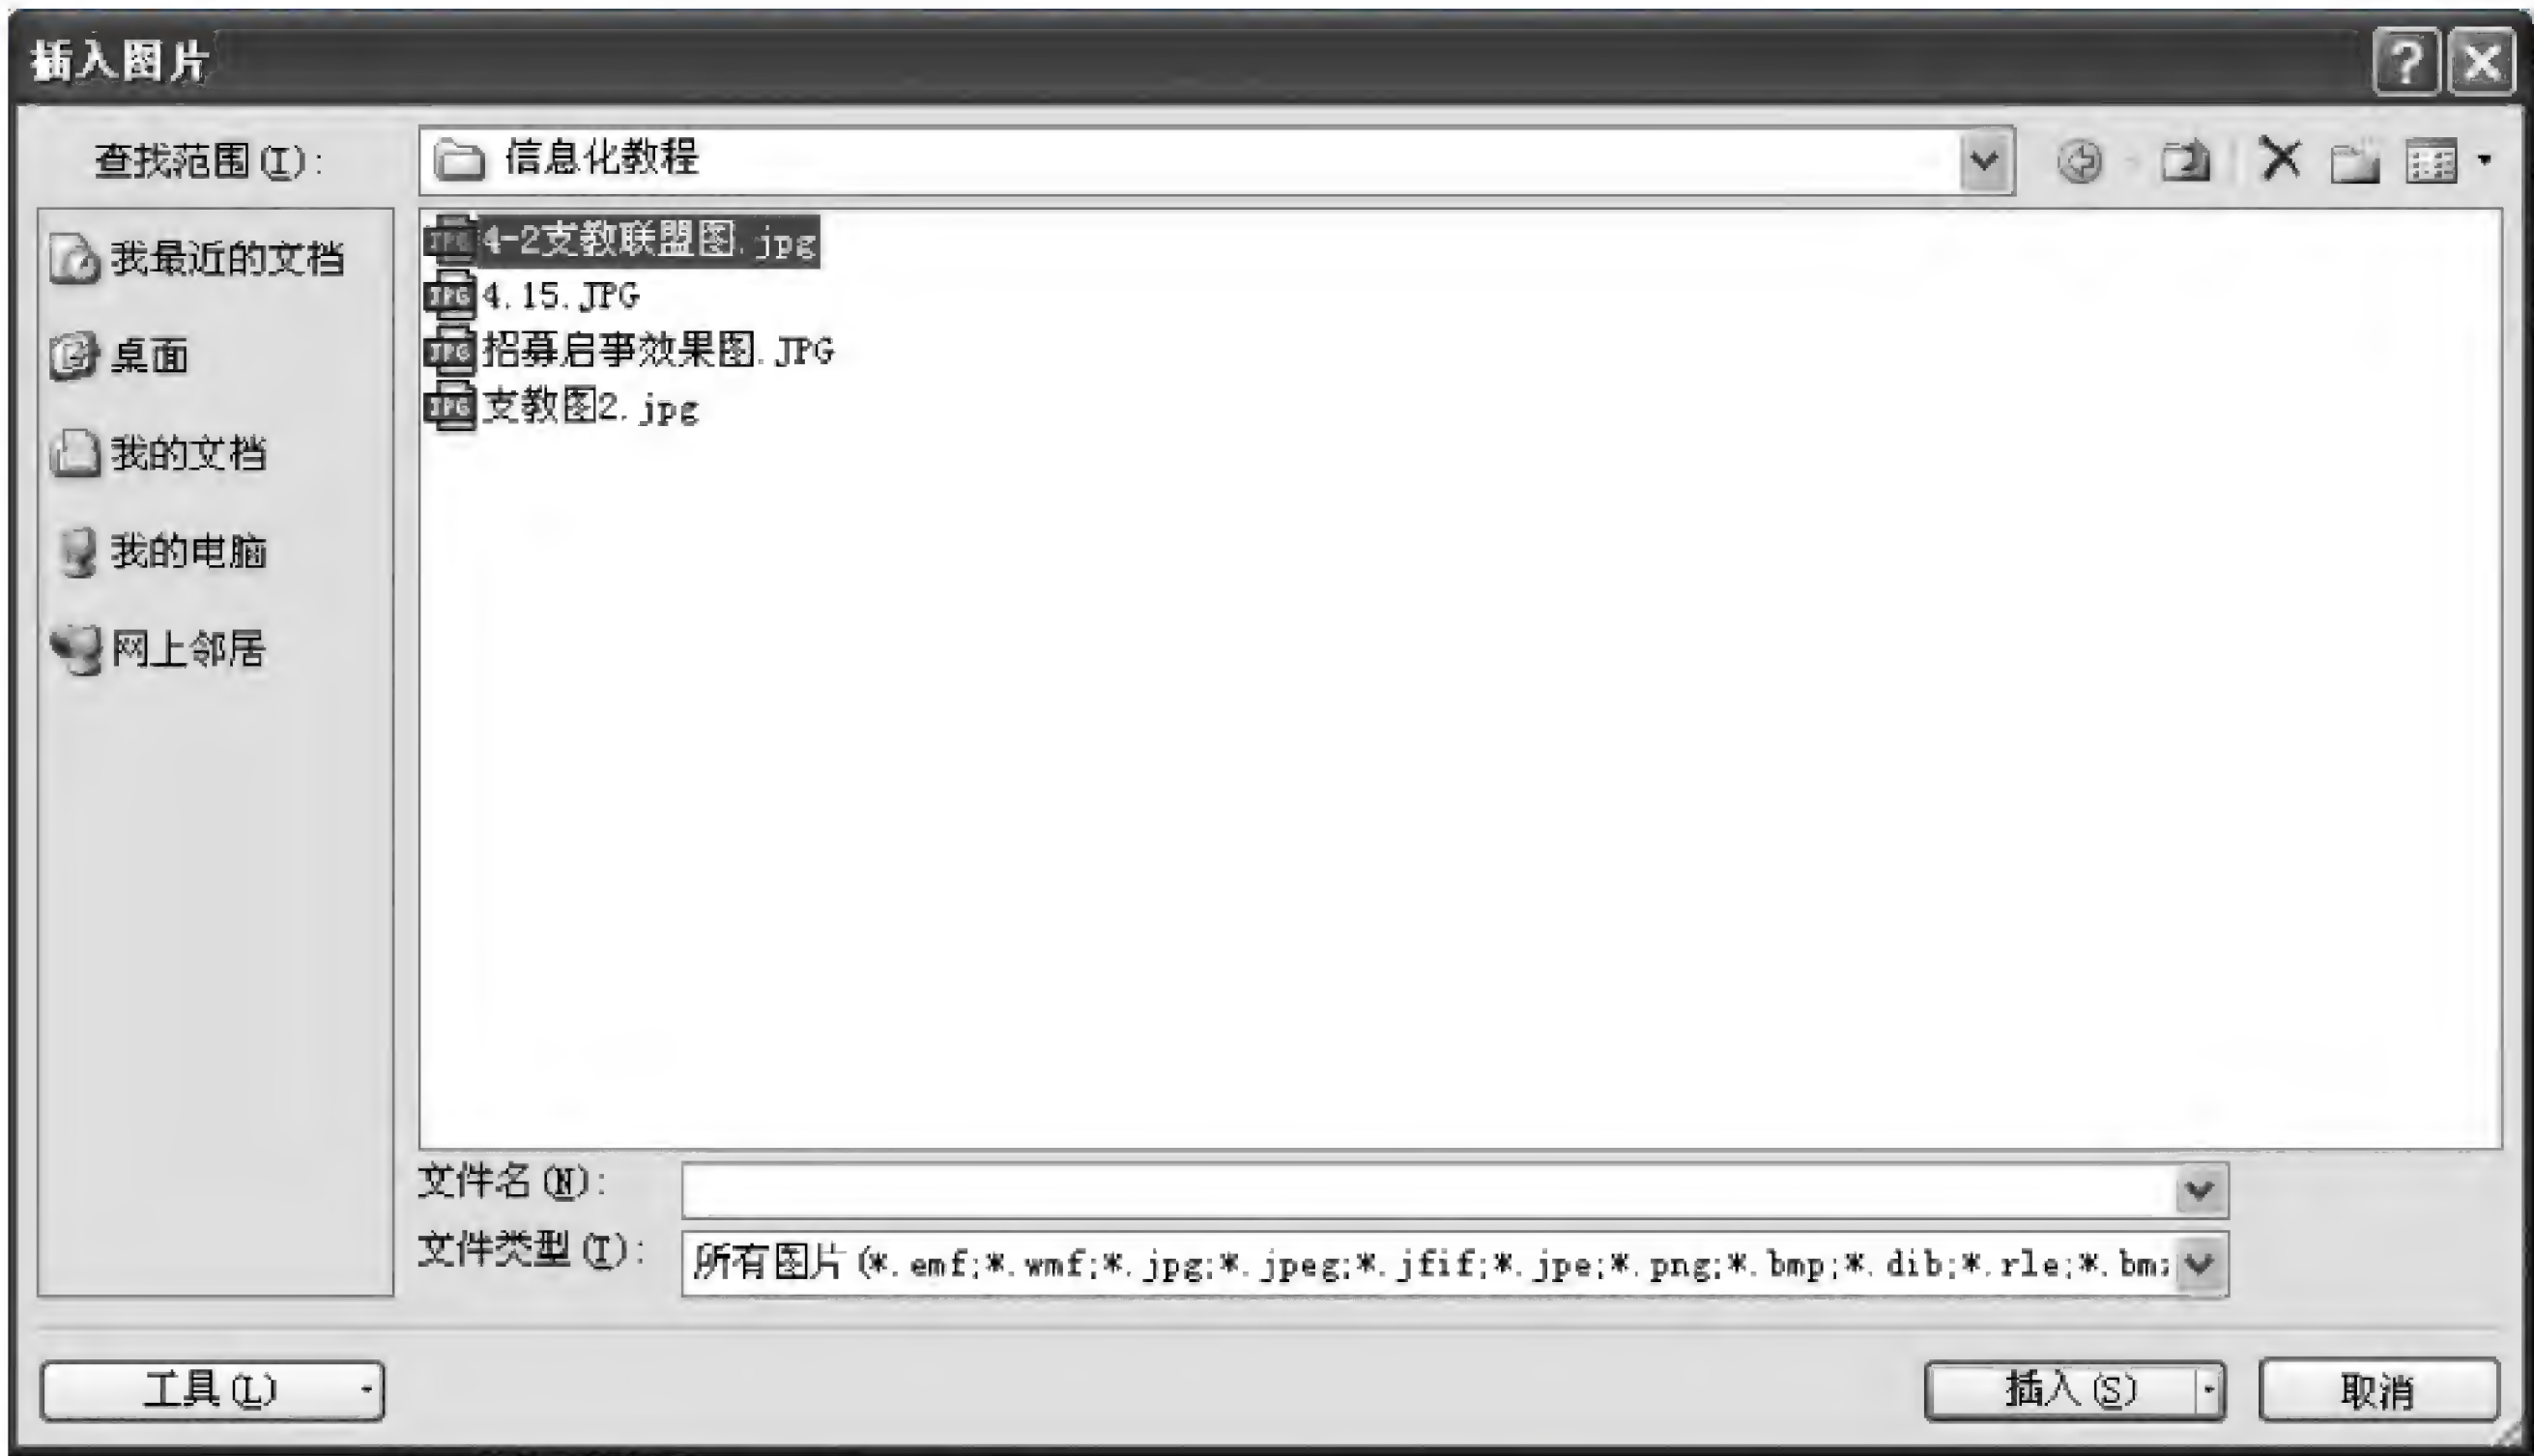 插入图片
查找范围(I):
信息化教程
我最近的文档
桌面
我的文档
我的电脑
网上邻居
JPG 4-2支教联盟图.jpg
JPG 4.15.JPG
JPG 招募启事效果图.JPG
JPG 支教图2.jpg
文件名(N):
文件类型(T):
所有图片(*.emf;*.wmf;*.jpg;*.jpeg;*.jfif;*.jpe;*.png;*.bmp;*.dib;*.rle;*.bm;
工具(L)
插入(S)
取消